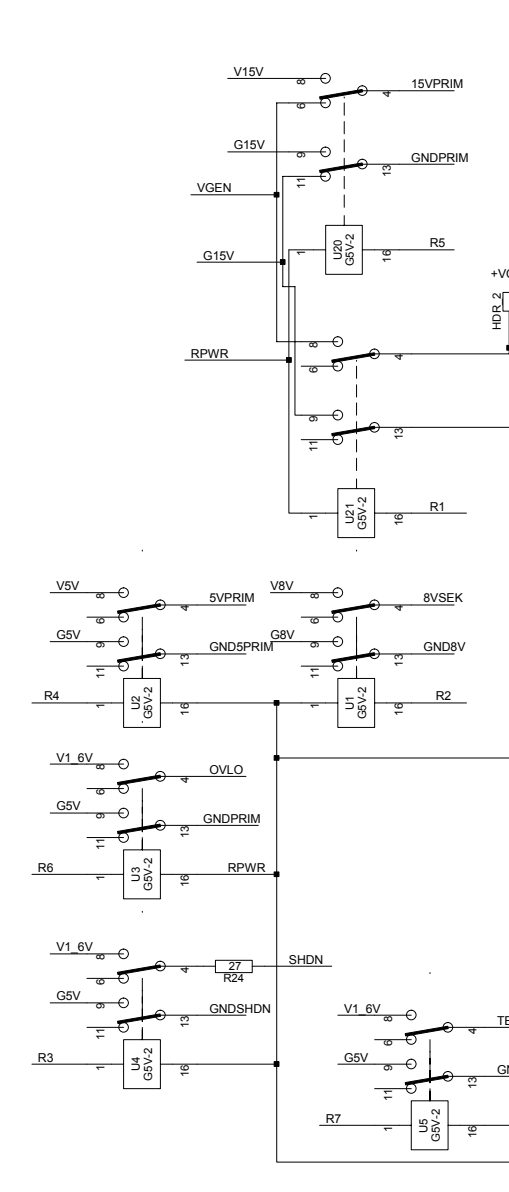 V15V
8
15VPRIM
4
6
G15V
9
GNDPRIM
13
11
VGEN
1
U20
G5V-2
16
R5
G15V
HDR_2
8
RPWR
4
6
9
13
11
1
U21
G5V-2
16
R1
V5V
8
5VPRIM
4
6
G5V
9
GND5PRIM
13
11
R4
1
U2
G5V-2
16
V8V
8
8VSEK
4
6
G8V
9
GND8V
13
11
1
U1
G5V-2
16
R2
V1_6V
8
OVLO
4
6
G5V
9
GNDPRIM
13
11
R6
1
U3
G5V-2
16
RPWR
V1_6V
8
4
27
R24
SHDN
6
G5V
9
GNDSHDN
13
11
R3
1
U4
G5V-2
16
V1_6V
8
4
6
G5V
9
13
11
R7
1
U5
G5V-2
16